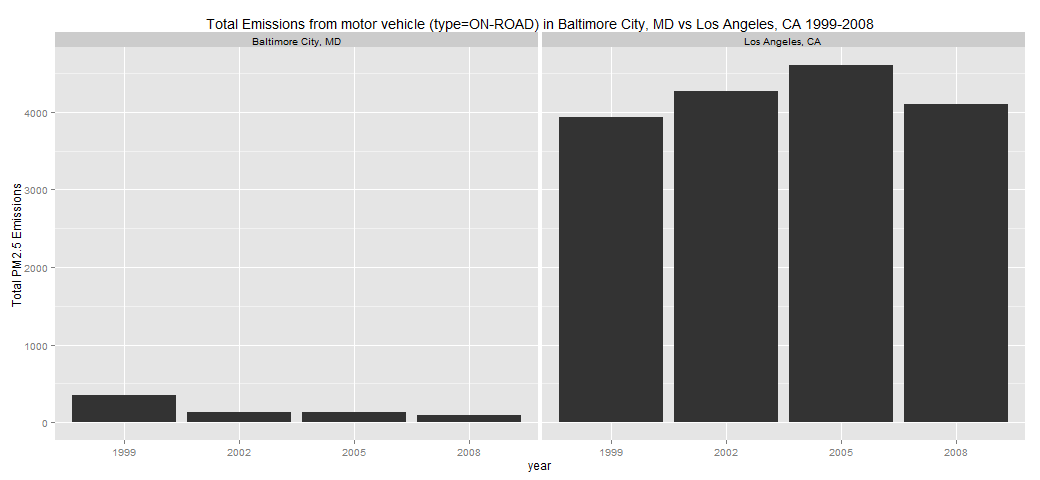 Total Emissions from motor vehicle (type=ON-ROAD) in Baltimore City, MD vs Los Angeles, CA 1999-2008
Baltimore City, MD
Los Angeles, CA
Total PM2.5 Emissions
4000
3000
2000
1000
0
1999
2002
2005
2008
1999
2002
2005
2008
year